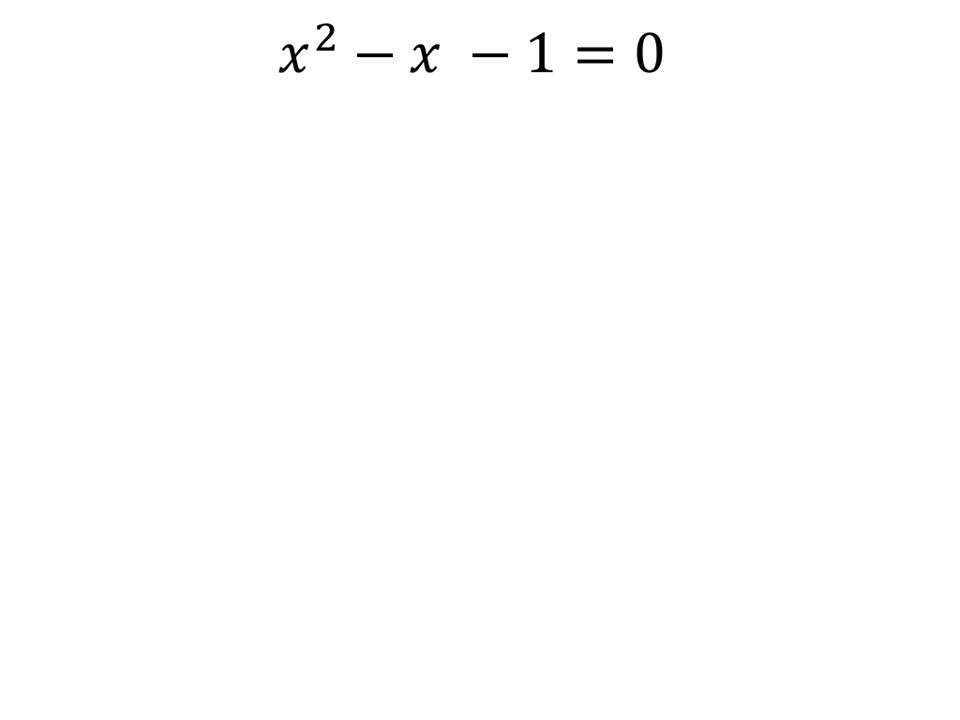 x² − x − 1 = 0